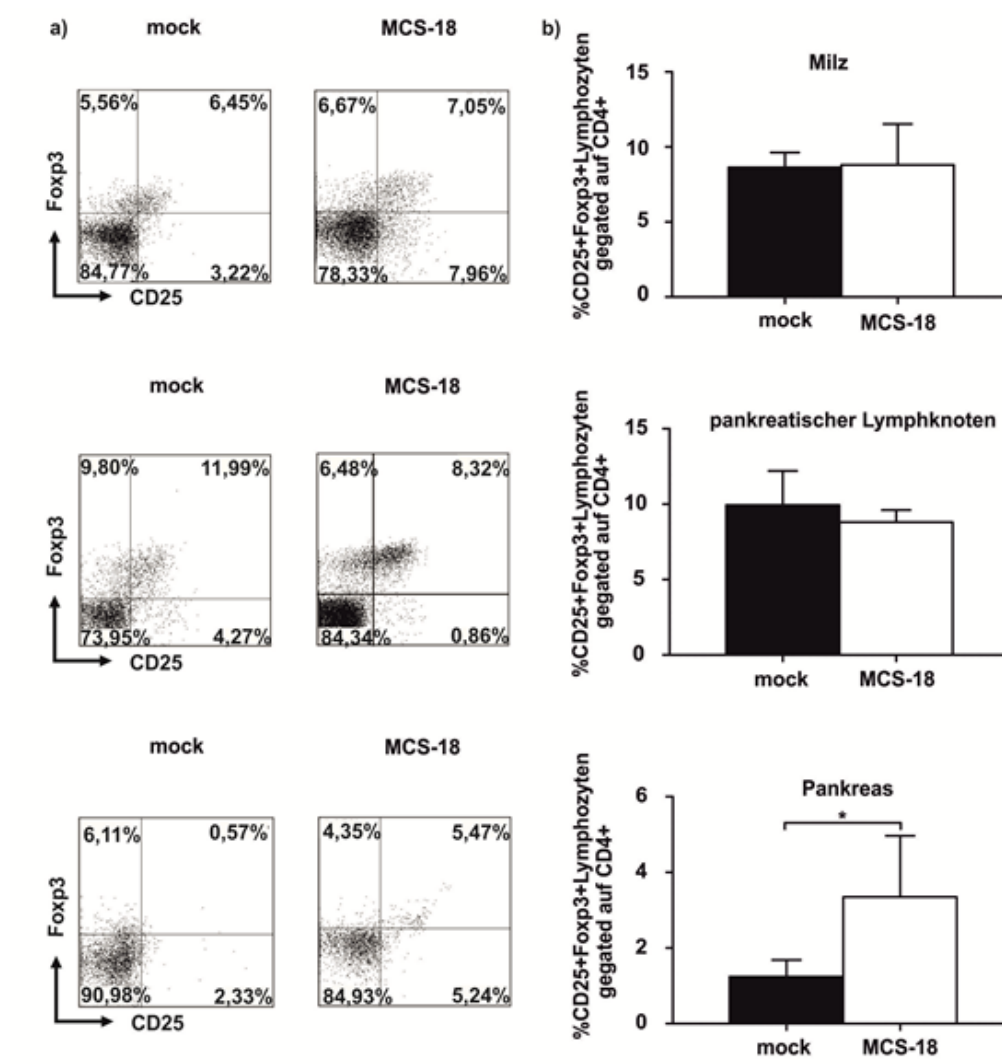 a)
mock
MCS-18
5,56%
6,45%
84,77%
3,22%
Foxp3
CD25
6,67%
7,05%
78,33%
7,96%
b)
Milz
%CD25+Foxp3+Lymphozyten
gegated auf CD4+
15
10
5
0
mock
MCS-18
mock
MCS-18
9,80%
11,99%
73,95%
4,27%
Foxp3
CD25
6,48%
8,32%
84,34%
0,86%
pankreatischer Lymphknoten
%CD25+Foxp3+Lymphozyten
gegated auf CD4+
15
10
5
0
mock
MCS-18
mock
MCS-18
6,11%
0,57%
90,98%
2,33%
Foxp3
CD25
4,35%
5,47%
84,93%
5,24%
Pankreas
%CD25+Foxp3+Lymphozyten
gegated auf CD4+
6
4
2
0
*
mock
MCS-18